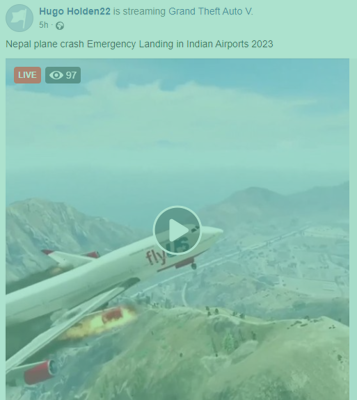 Hugo Holden22 is streaming Grand Theft Auto V.
5h ·
Nepal plane crash Emergency Landing in Indian Airports 2023
LIVE 97
fly